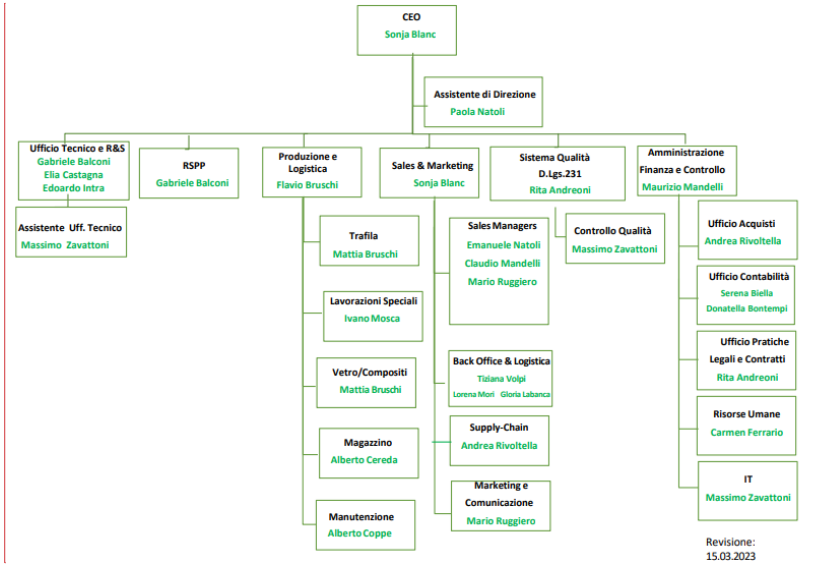 CEO
Sonja Blanc
Assistente di Direzione
Paola Natoli
Ufficio Tecnico e R&S
Gabriele Balconi
Elia Castagna
Edoardo Intra
Assistente Uff. Tecnico
Massimo Zavattoni
RSPP
Gabriele Balconi
Produzione e
Logistica
Flavio Bruschi
Trafila
Mattia Bruschi
Lavorazioni Speciali
Ivano Mosca
Vetro/Compositi
Mattia Bruschi
Magazzino
Alberto Cereda
Manutenzione
Alberto Coppe
Sales & Marketing
Sonja Blanc
Sales Managers
Emanuele Natoli
Claudio Mandelli
Mario Ruggiero
Back Office & Logistica
Tiziana Volpi
Lorena Mori Gloria Labanca
Supply-Chain
Andrea Rivoltella
Marketing e
Comunicazione
Mario Ruggiero
Sistema Qualità
D.Lgs.231
Rita Andreoni
Controllo Qualità
Massimo Zavattoni
Amministrazione
Finanza e Controllo
Maurizio Mandelli
Ufficio Acquisti
Andrea Rivoltella
Ufficio Contabilità
Serena Biella
Donatella Bontempi
Ufficio Pratiche
Legali e Contratti
Rita Andreoni
Risorse Umane
Carmen Ferrario
IT
Massimo Zavattoni
Revisione:
15.03.2023